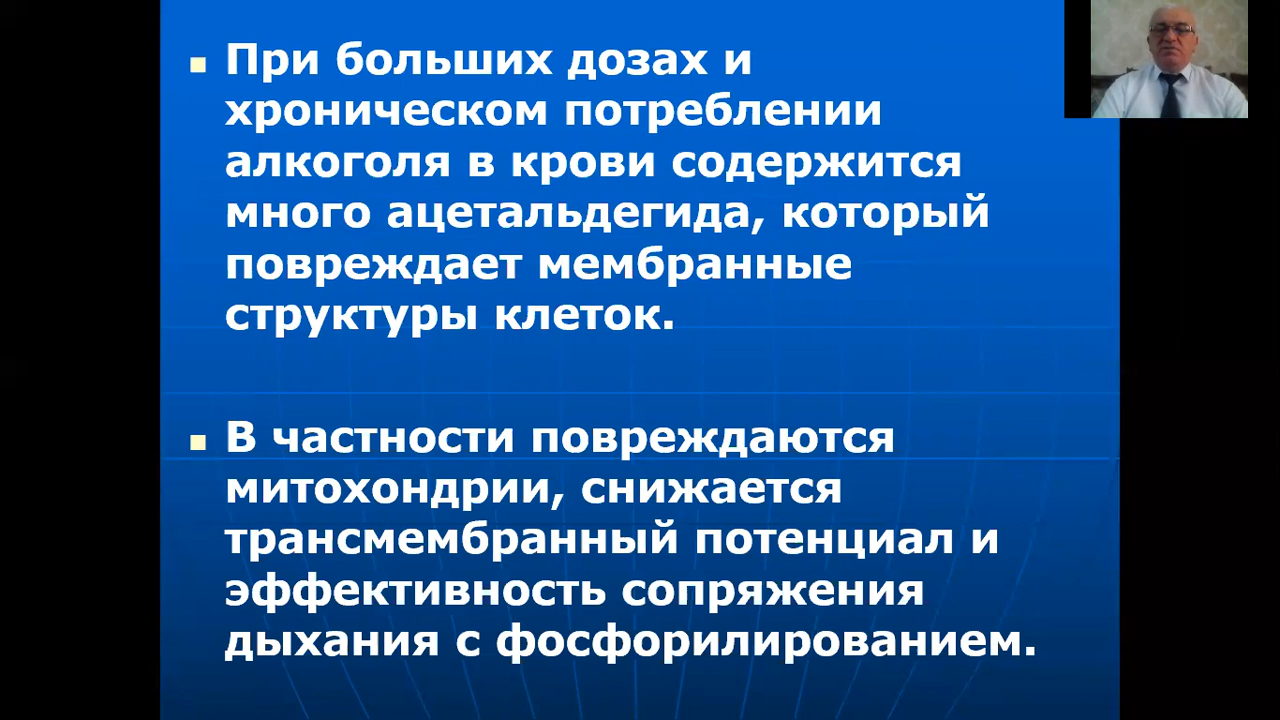 При больших дозах и
хроническом потреблении
алкоголя в крови содержится
много ацетальдегида, который
повреждает мембранные
структуры клеток.
В частности повреждаются
митохондрии, снижается
трансмембранный потенциал и
эффективность сопряжения
дыхания с фосфорилированием.